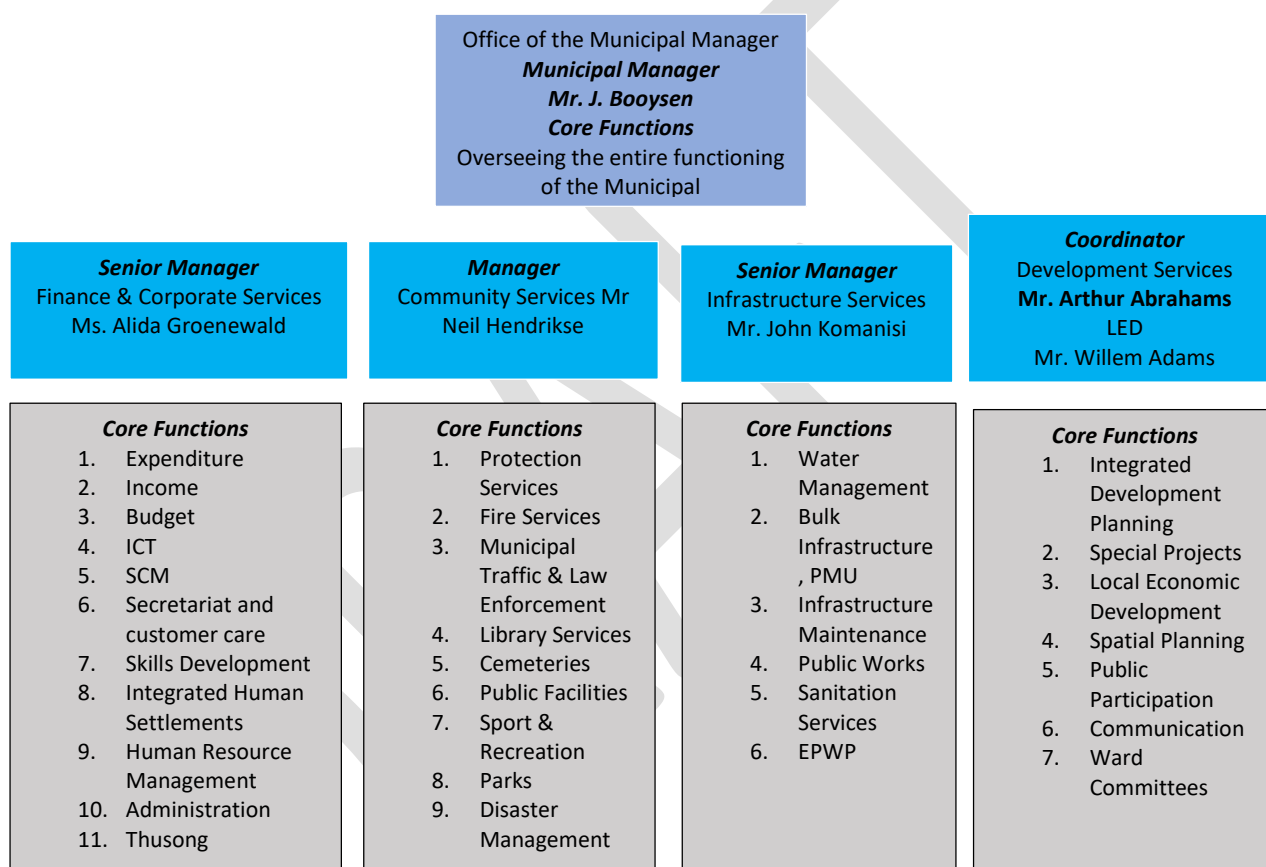 Office of the Municipal Manager
Municipal Manager
Mr. J. Booysen
Core Functions
Overseeing the entire functioning
of the Municipal
Senior Manager
Finance & Corporate Services
Ms. Alida Groenewald
Manager
Community Services Mr
Neil Hendrikse
Senior Manager
Infrastructure Services
Mr. John Komanisi
Coordinator
Development Services
Mr. Arthur Abrahams
LED
Mr. Willem Adams
Core Functions
1. Expenditure
2. Income
3. Budget
4. ICT
5. SCM
6. Secretariat and
customer care
7. Skills Development
8. Integrated Human
Settlements
9. Human Resource
Management
10. Administration
11. Thusong
Core Functions
1. Protection
Services
2. Fire Services
3. Municipal
Traffic & Law
Enforcement
4. Library Services
5. Cemeteries
6. Public Facilities
7. Sport &
Recreation
8. Parks
9. Disaster
Management
Core Functions
1. Water
Management
2. Bulk
Infrastructure
, PMU
3. Infrastructure
Maintenance
4. Public Works
5. Sanitation
Services
6. EPWP
Core Functions
1. Integrated
Development
Planning
2. Special Projects
3. Local Economic
Development
4. Spatial Planning
5. Public
Participation
6. Communication
7. Ward
Committees